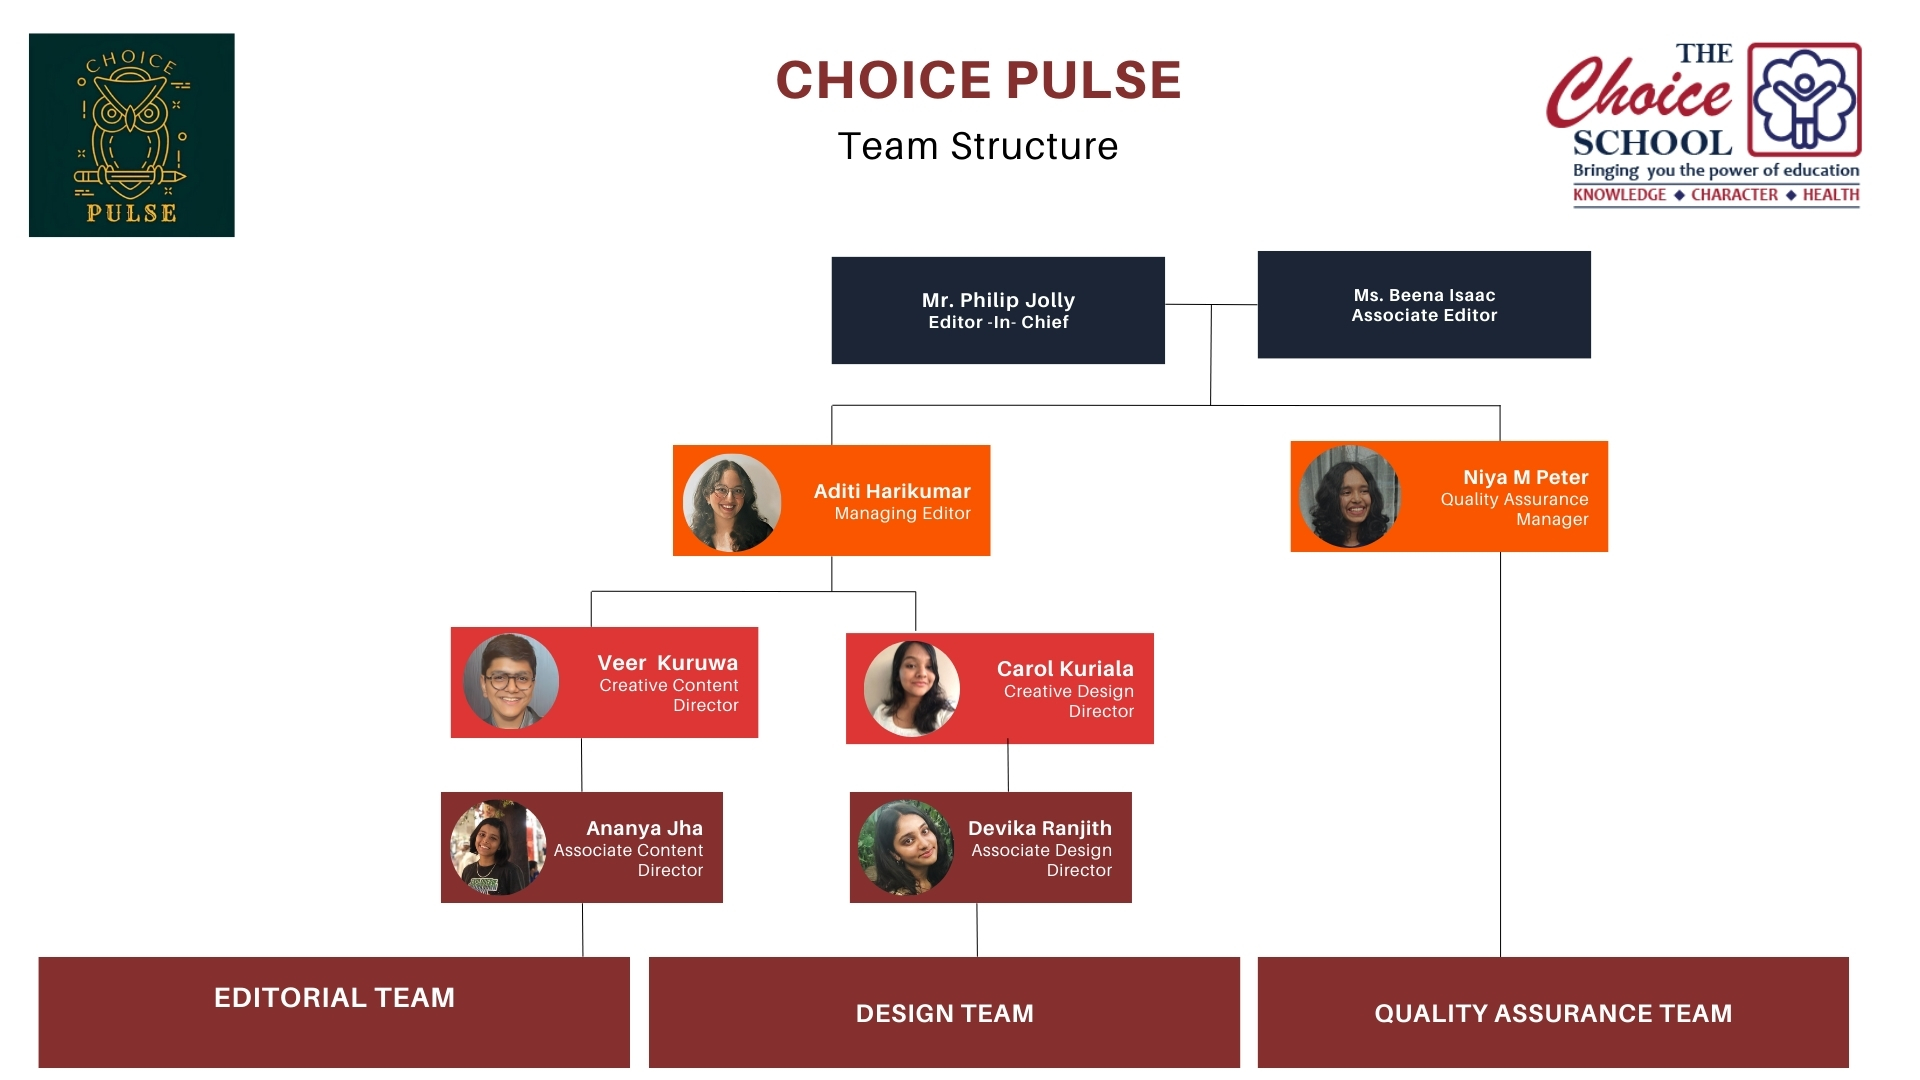 CHOICE
PULSE
CHOICE PULSE
Team Structure
THE
Choice
SCHOOL
Bringing you the power of education
KNOWLEDGE ◆ CHARACTER ◆ HEALTH
Mr. Philip Jolly
Editor -In- Chief
Ms. Beena Isaac
Associate Editor
Aditi Harikumar
Managing Editor
Niya M Peter
Quality Assurance
Manager
Veer Kuruwa
Creative Content
Director
Carol Kuriala
Creative Design
Director
Ananya Jha
Associate Content
Director
Devika Ranjith
Associate Design
Director
EDITORIAL TEAM
DESIGN TEAM
QUALITY ASSURANCE TEAM